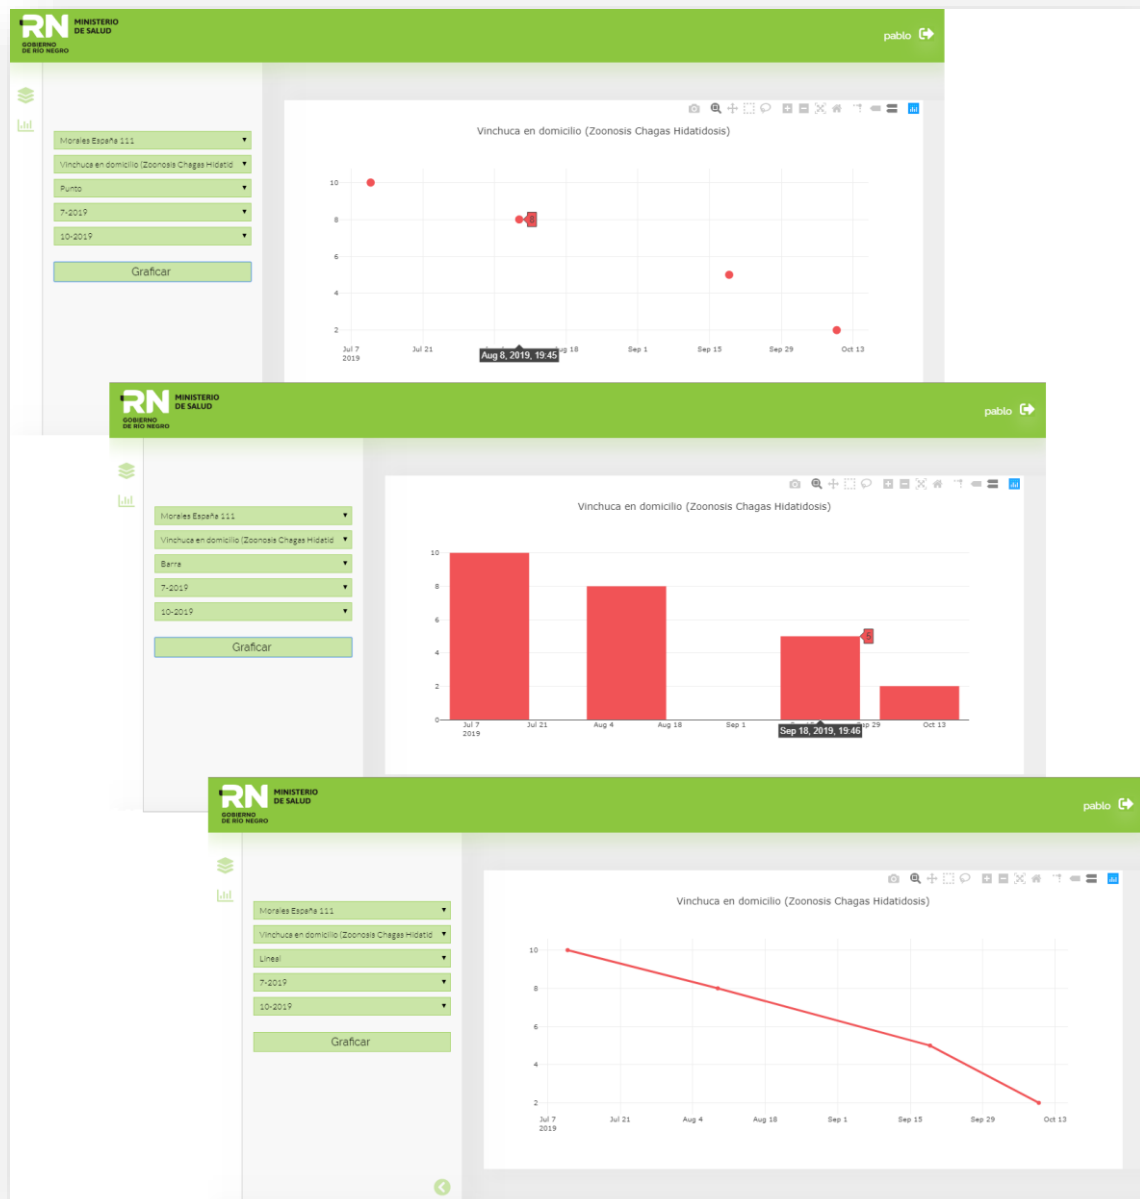 RN MINISTERIO
DE SALUD
GOBIERNO
DE RÍO NEGRO
pablo
Morales España 111
Vinchuca en domicilio (Zoonosis Chagas Hidatid
Punto
7-2019
10-2019
Graficar
Vinchuca en domicilio (Zoonosis Chagas Hidatidosis)
10
8
8
6
4
2
Jul 7
2019
Jul 21
Aug 8, 2019, 19:45
ug 18
Sep 1
Sep 15
Sep 29
Oct 13
RN MINISTERIO
DE SALUD
GOBIERNO
DE RÍO NEGRO
pablo
Morales España 111
Vinchuca en domicilio (Zoonosis Chagas Hidatid
Barra
7-2019
10-2019
Graficar
Vinchuca en domicilio (Zoonosis Chagas Hidatidosis)
10
8
6
5
4
2
0
Jul 7
2019
Jul 21
Aug 4
Aug 18
Sep 1
Sep 18, 2019, 19:46
ep 29
Oct 13
RN MINISTERIO
DE SALUD
GOBIERNO
DE RÍO NEGRO
pablo
Morales España 111
Vinchuca en domicilio (Zoonosis Chagas Hidatid
Lineal
7-2019
10-2019
Graficar
Vinchuca en domicilio (Zoonosis Chagas Hidatidosis)
10
8
6
4
2
Jul 7
2019
Jul 21
Aug 4
Aug 18
Sep 1
Sep 15
Sep 29
Oct 13